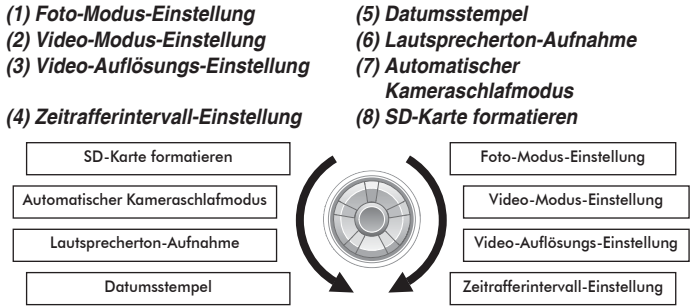 (1) Foto-Modus-Einstellung
(2) Video-Modus-Einstellung
(3) Video-Auflösungs-Einstellung
(4) Zeitrafferintervall-Einstellung
(5) Datumsstempel
(6) Lautsprecherton-Aufnahme
(7) Automatischer
Kameraschlafmodus
(8) SD-Karte formatieren
SD-Karte formatieren
Automatischer Kameraschlafmodus
Lautsprecherton-Aufnahme
Datumsstempel
Foto-Modus-Einstellung
Video-Modus-Einstellung
Video-Auflösungs-Einstellung
Zeitrafferintervall-Einstellung